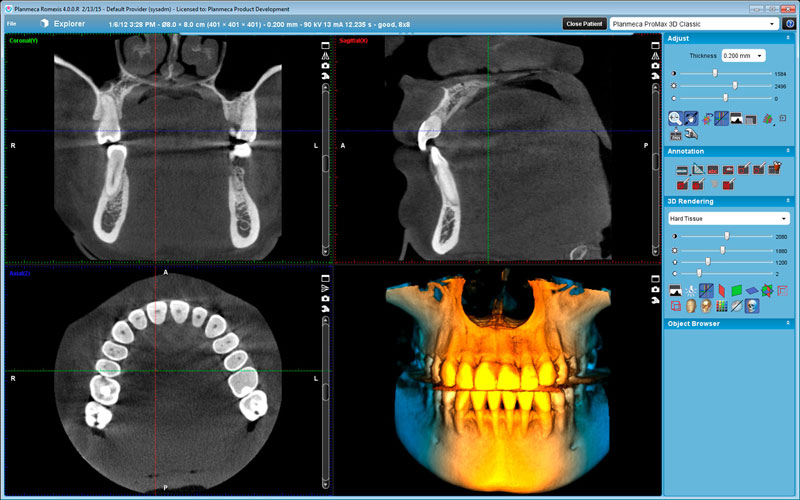 Planmeca Romexis 4.0.0.R 2/13/15 - Default Provider (sysadm) - Licensed to: Planmeca Product Development
File
Explorer
1/6/12 3:28 PM - Ø8.0 × 8.0 cm (401 × 401 × 401) - 0.200 mm - 90 kV 13 mA 12.235 s - good, 8x8
Close Patient
Planmeca ProMax 3D Classic
Coronal(Y)
R
L
Sagittal(X)
A
P
Axial(Z)
A
R
L
P
Adjust
Thickness
0.200 mm
1584
2496
0
Annotation
3D Rendering
Hard Tissue
2080
1980
1200
2
Object Browser